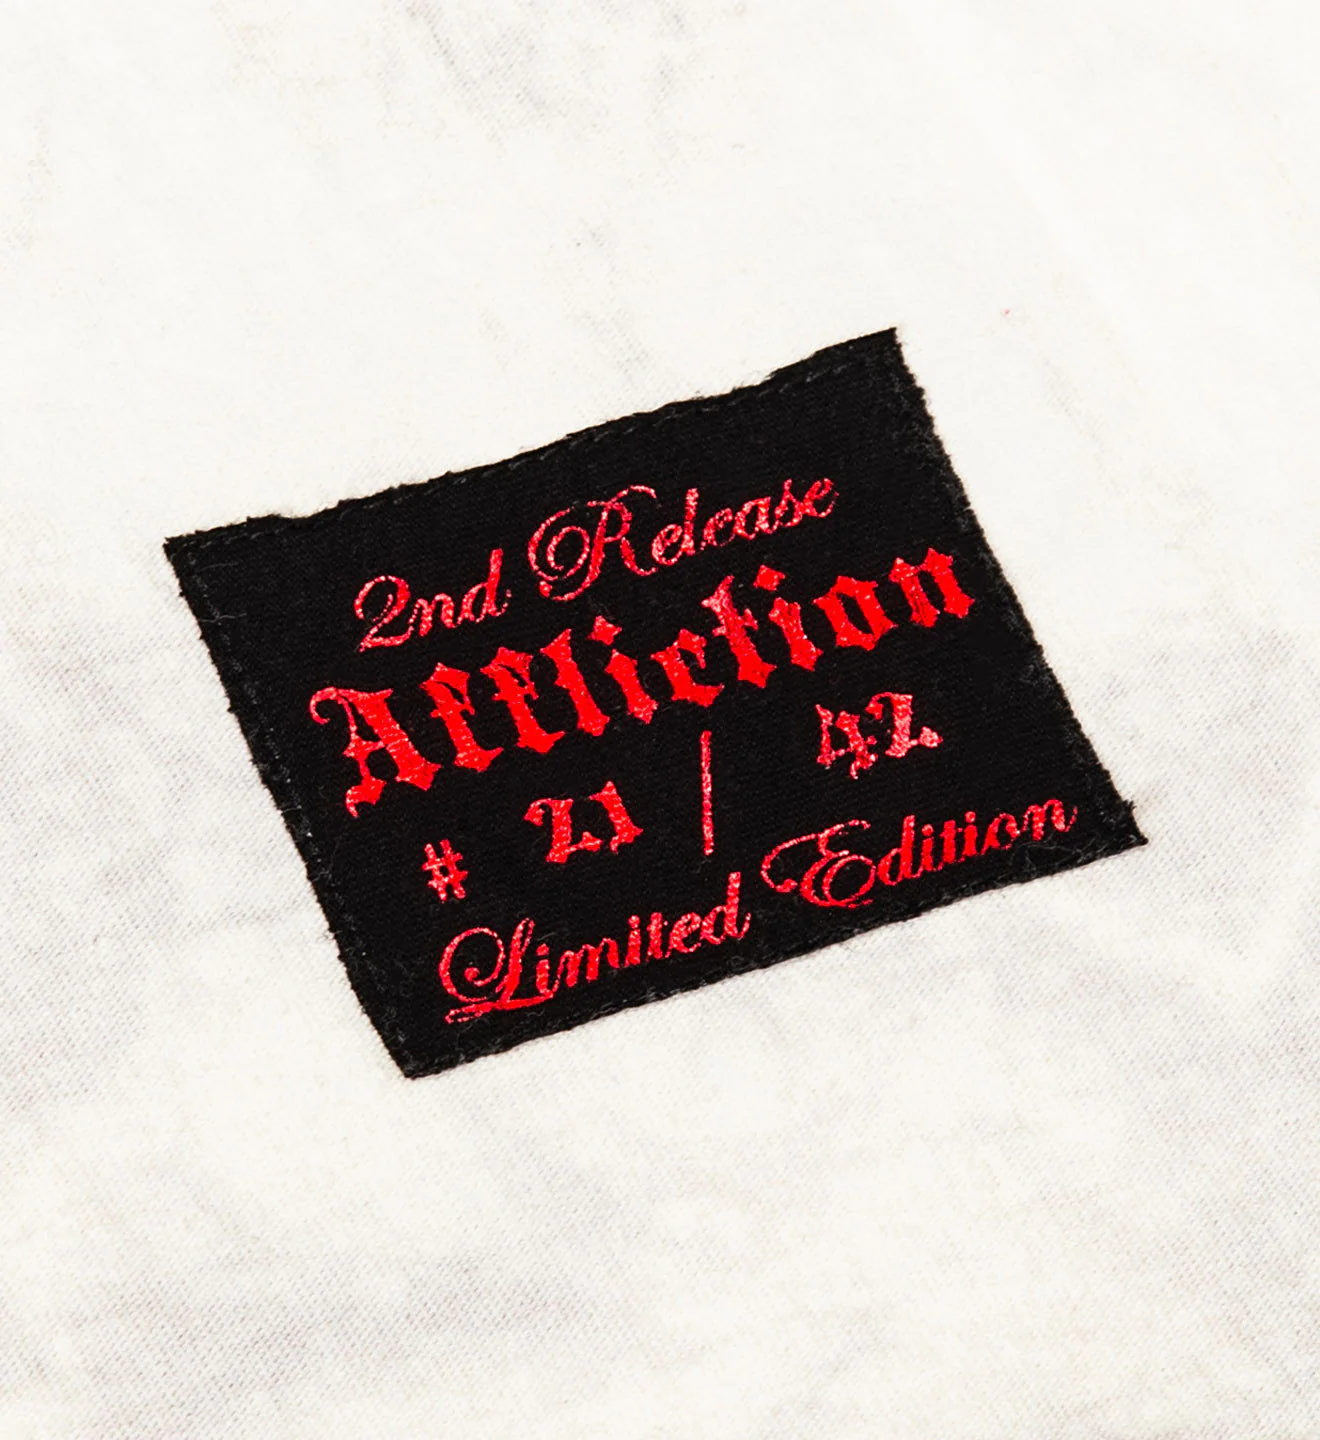 2nd Release
Affliction
# 21 | 42
Limited Edition